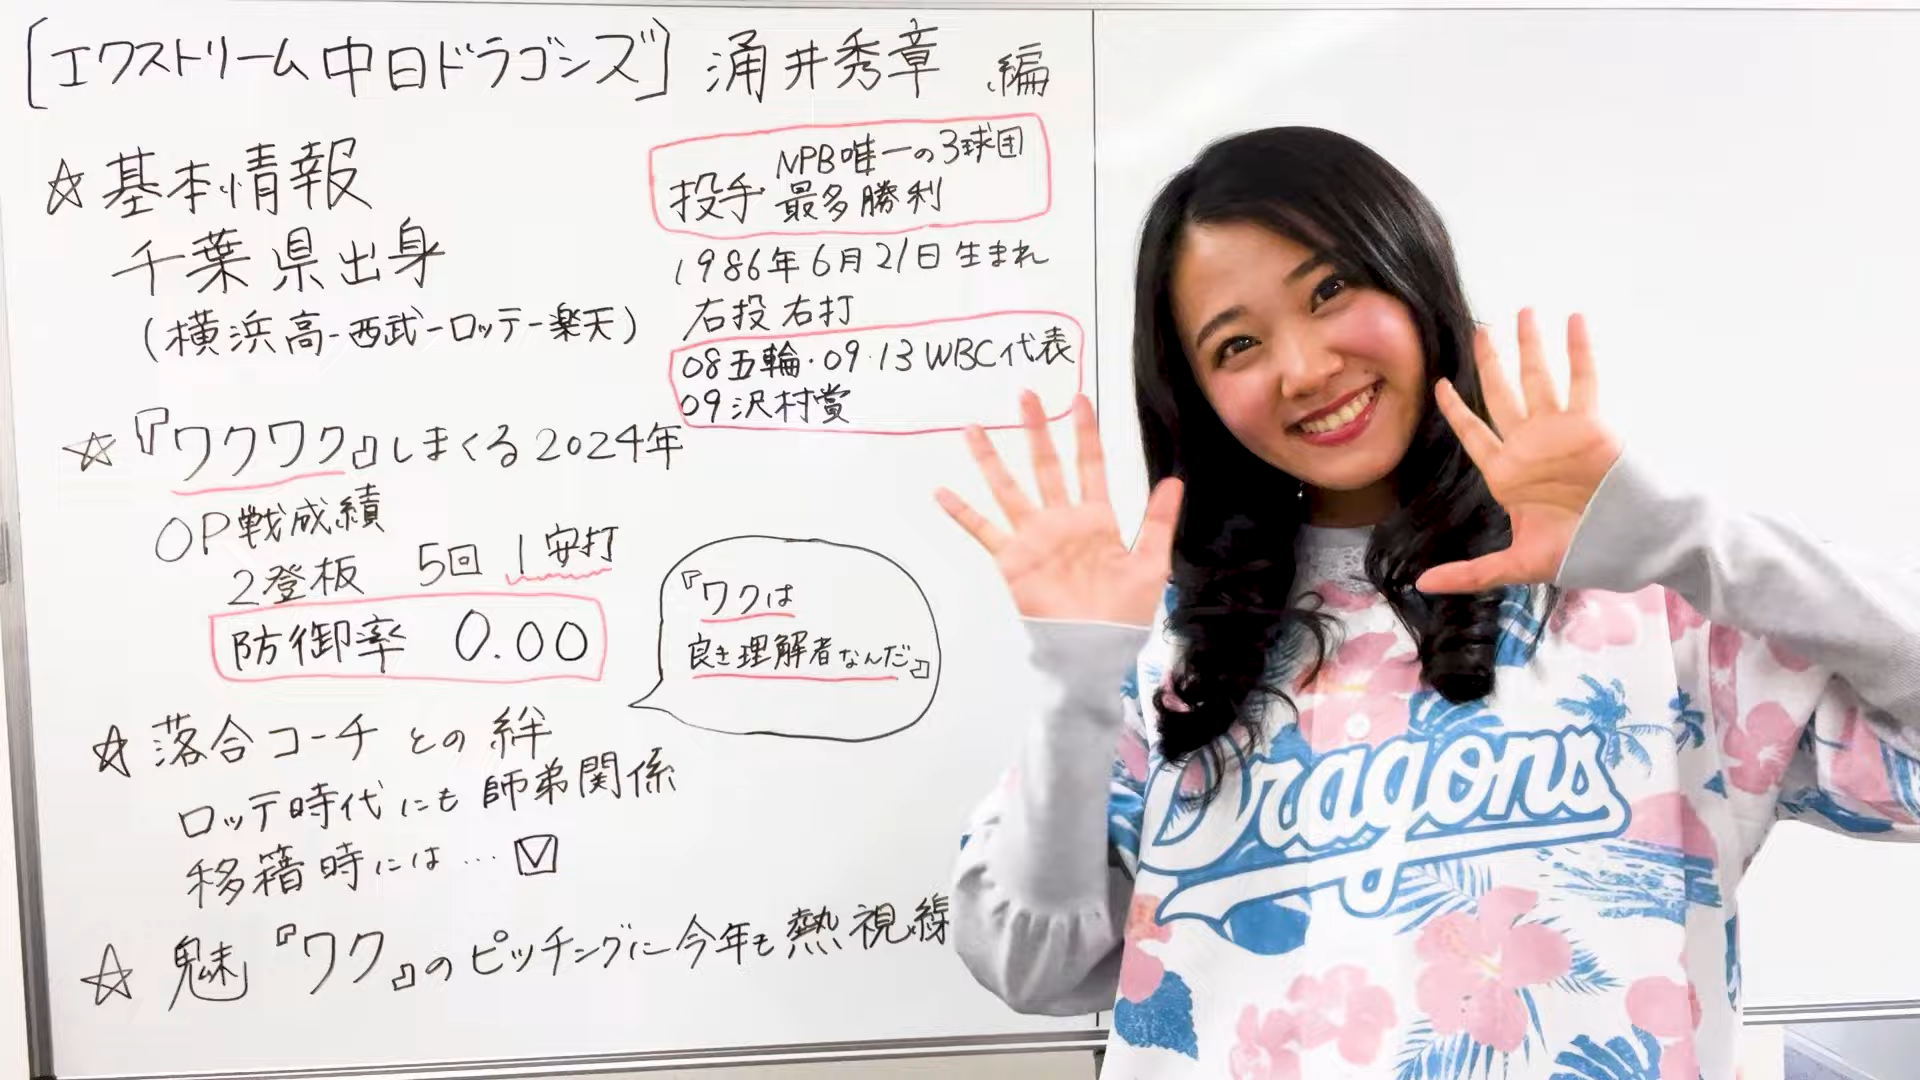 [エクストリーム中日ドラゴンズ] 涌井秀章 編
☆基本情報
千葉県出身
(横浜高-西武-ロッテ-楽天)
投手・NPB唯一の3球団
最多勝利
1986年6月21日生まれ
右投右打
08五輪・09・13 WBC代表
09沢村賞
☆『ワクワク』しまくる2024年
OP戦成績
2登板 5回 1安打
防御率 0.00
『ワクは
良き理解者なんだ』
☆落合コーチとの絆
ロッテ時代にも師弟関係
移籍時には…
☆魅『ワク』のピッチングに今年も熱視線
Dragons